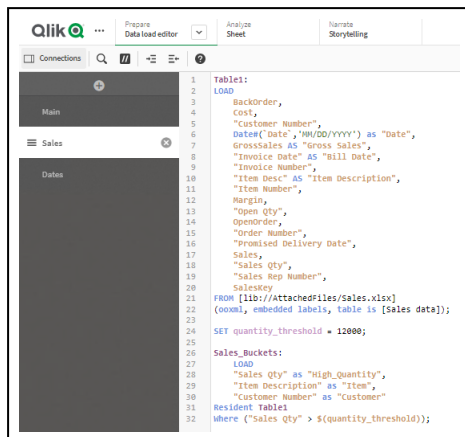 Qlik Q ... Prepare Analyze Narrate
Data load editor Sheet Storytelling
Connections
Main
Sales
Dates
1 Table1:
2 LOAD
3 BackOrder,
4 Cost,
5 "Customer Number",
6 Date#(`Date`,'MM/DD/YYYY') as "Date",
7 GrossSales AS "Gross Sales",
8 "Invoice Date" AS "Bill Date",
9 "Invoice Number",
10 "Item Desc" AS "Item Description",
11 "Item Number",
12 Margin,
13 "Open Qty",
14 OpenOrder,
15 "Order Number",
16 "Promised Delivery Date",
17 Sales,
18 "Sales Qty",
19 "Sales Rep Number",
20 SalesKey
21 FROM [lib://AttachedFiles/Sales.xlsx]
22 (ooxml, embedded labels, table is [Sales data]);
23
24 SET quantity_threshold = 12000;
25
26 Sales_Buckets:
27 LOAD
28 "Sales Qty" as "High_Quantity",
29 "Item Description" as "Item",
30 "Customer Number" as "Customer"
31 Resident Table1
32 Where ("Sales Qty" > $(quantity_threshold));